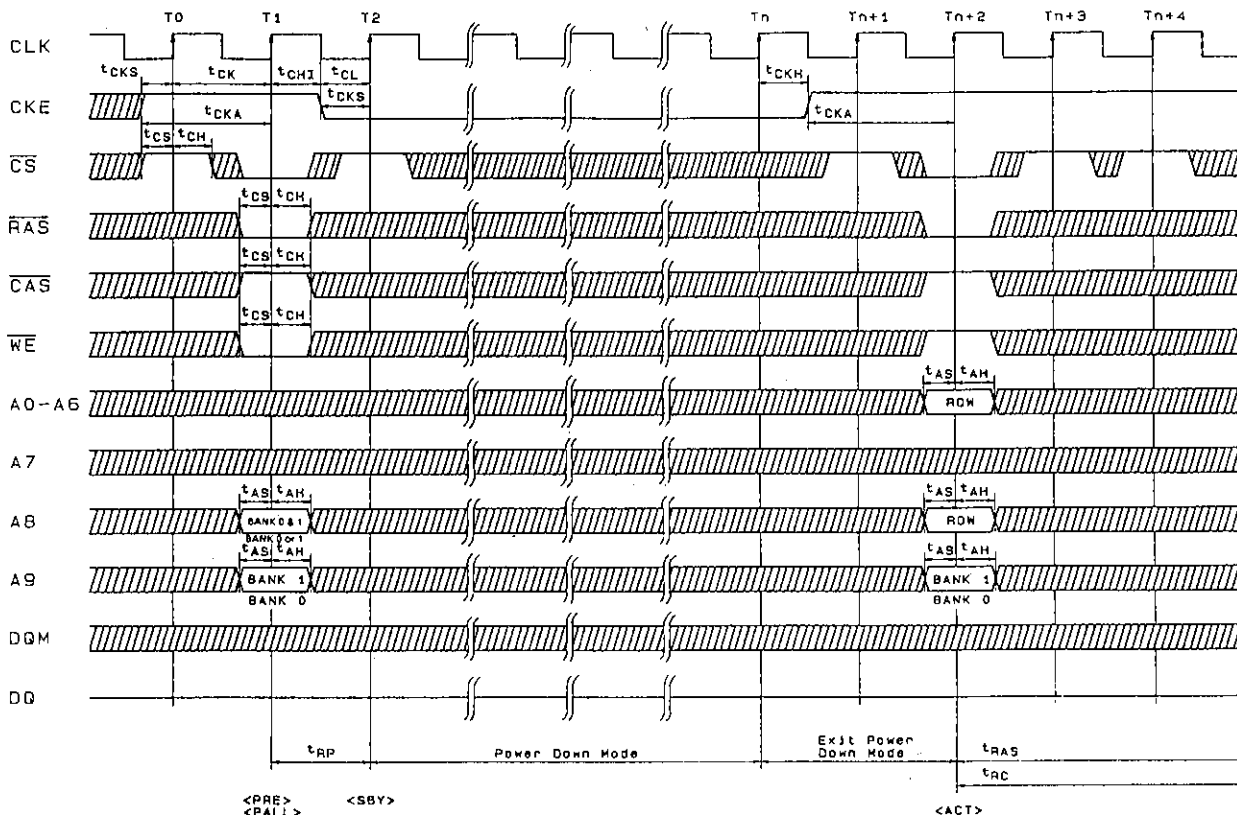 T0 T1 T2 Tn Tn+1 Tn+2 Tn+3 Tn+4
CLK
tCKS tCK tCHI tCL tCKH
CKE
tCKS
tCKA tCKA
tCS tCH
CS
tCS tCH
RAS
tCS tCH
CAS
tCS tCH
WE
tAS tAH
A0-A6 ROW
A7
tAS tAH tAS tAH
A8 BANK 0 & 1 ROW
BANK 0 or 1
tAS tAH tAS tAH
A9 BANK 1 BANK 1
BANK 0 BANK 0
DQM
DQ
tRP Power Down Mode Exit Power
Down Mode tRAS
tRC
<PRE> <SBY>
<PALL> <ACT>